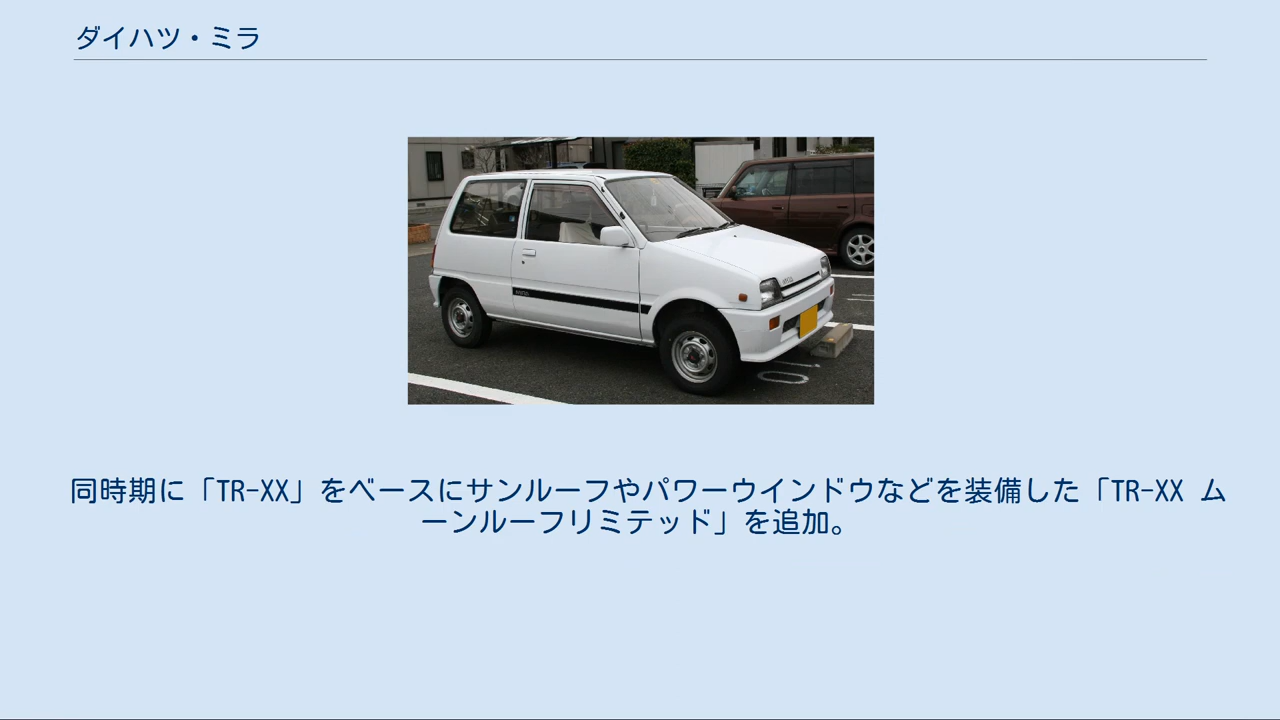 ダイハツ・ミラ
同時期に「TR-XX」をベースにサンルーフやパワーウインドウなどを装備した「TR-XX ム
ーンルーフリミテッド」を追加。